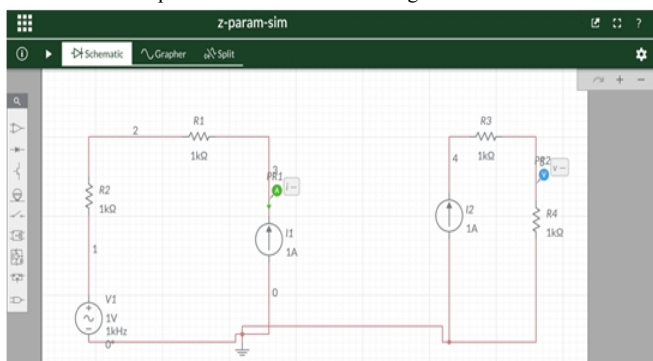 z-param-sim
?
Schematic
Grapher
Split
2
R1
1kΩ
R2
1kΩ
1
V1
1V
1kHz
0°
3
PR1
A
i --
I1
1A
0
R3
1kΩ
4
I2
1A
PR2
V
v --
R4
1kΩ